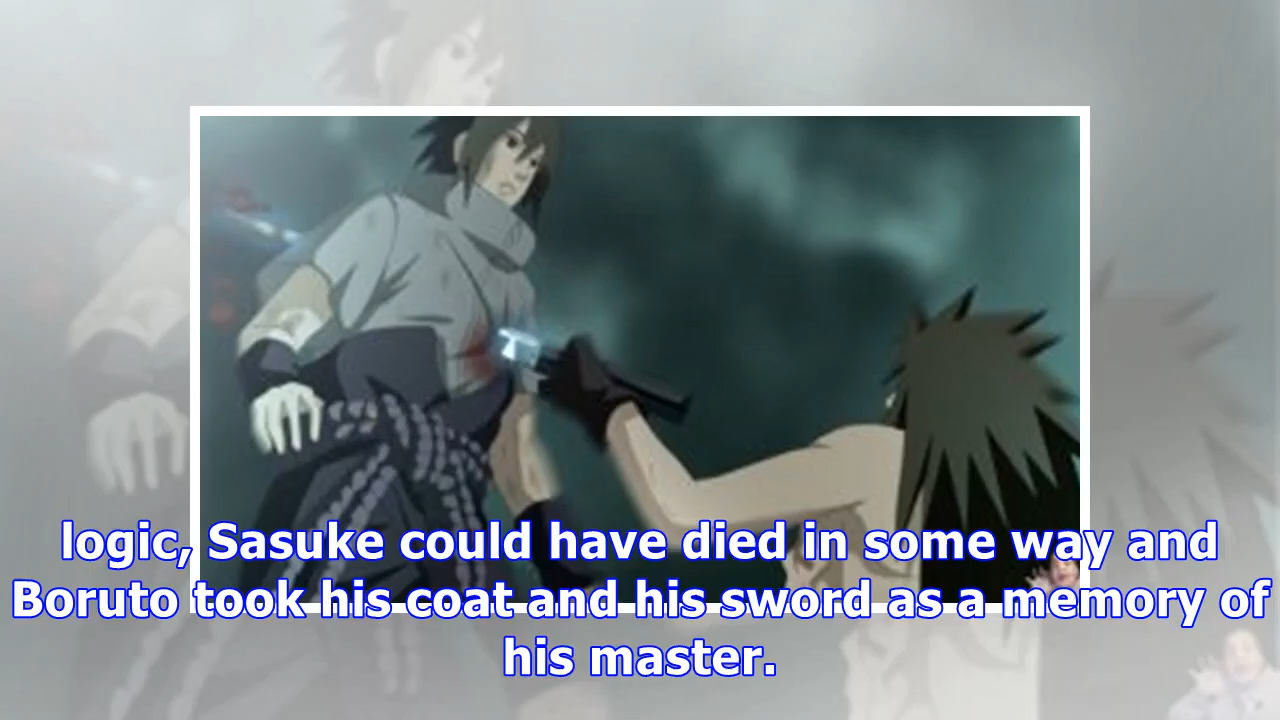 logic, Sasuke could have died in some way and
Boruto took his coat and his sword as a memory of
his master.